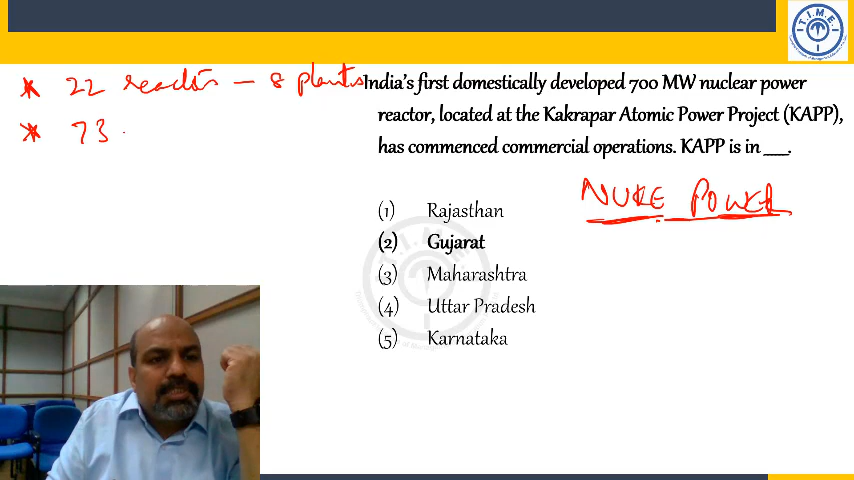 T.I.M.E.
* 22 reactors – 8 plants
* 73
India's first domestically developed 700 MW nuclear power
reactor, located at the Kakrapar Atomic Power Project (KAPP),
has commenced commercial operations. KAPP is in ___.
NUKE POWER
(1) Rajasthan
(2) Gujarat
(3) Maharashtra
(4) Uttar Pradesh
(5) Karnataka